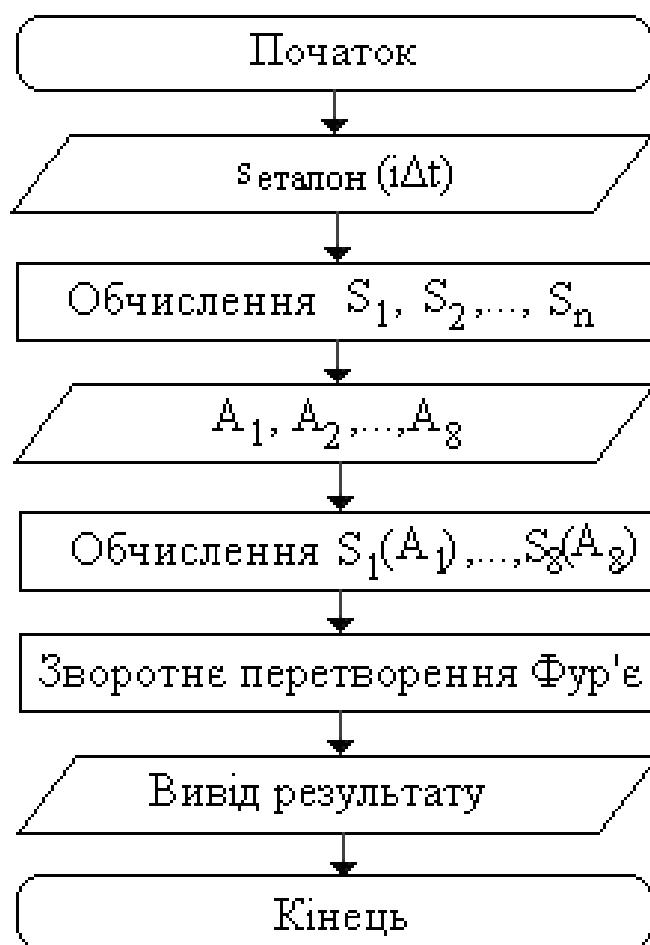 Початок
s еталон (iΔt)
Обчислення S1, S2,..., Sn
A1, A2,...,A8
Обчислення S1(A1),...,S8(A8)
Зворотнє перетворення Фур'є
Вивід результату
Кінець